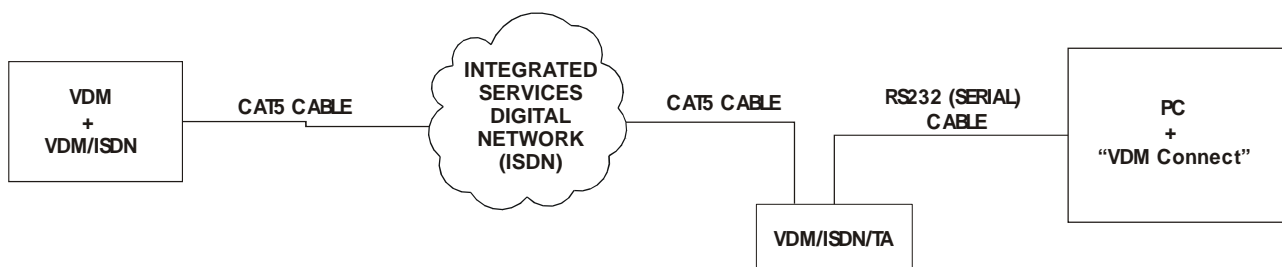 VDM
+
VDM/ISDN
CAT5 CABLE
INTEGRATED
SERVICES
DIGITAL
NETWORK
(ISDN)
CAT5 CABLE
RS232 (SERIAL)
CABLE
PC
+
“VDM Connect”
VDM/ISDN/TA